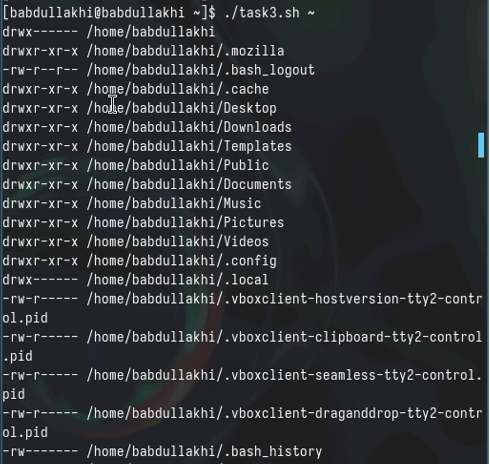 [babdullakhi@babdullakhi ~]$ ./task3.sh ~
drwx------ /home/babdullakhi
drwxr-xr-x /home/babdullakhi/.mozilla
-rw-r--r-- /home/babdullakhi/.bash_logout
drwxr-xr-x /home/babdullakhi/.cache
drwxr-xr-x /home/babdullakhi/Desktop
drwxr-xr-x /home/babdullakhi/Downloads
drwxr-xr-x /home/babdullakhi/Templates
drwxr-xr-x /home/babdullakhi/Public
drwxr-xr-x /home/babdullakhi/Documents
drwxr-xr-x /home/babdullakhi/Music
drwxr-xr-x /home/babdullakhi/Pictures
drwxr-xr-x /home/babdullakhi/Videos
drwxr-xr-x /home/babdullakhi/.config
drwx------ /home/babdullakhi/.local
-rw-r----- /home/babdullakhi/.vboxclient-hostversion-tty2-contr
ol.pid
-rw-r----- /home/babdullakhi/.vboxclient-clipboard-tty2-control
.pid
-rw-r----- /home/babdullakhi/.vboxclient-seamless-tty2-control.
pid
-rw-r----- /home/babdullakhi/.vboxclient-draganddrop-tty2-contr
ol.pid
-rw------- /home/babdullakhi/.bash_history